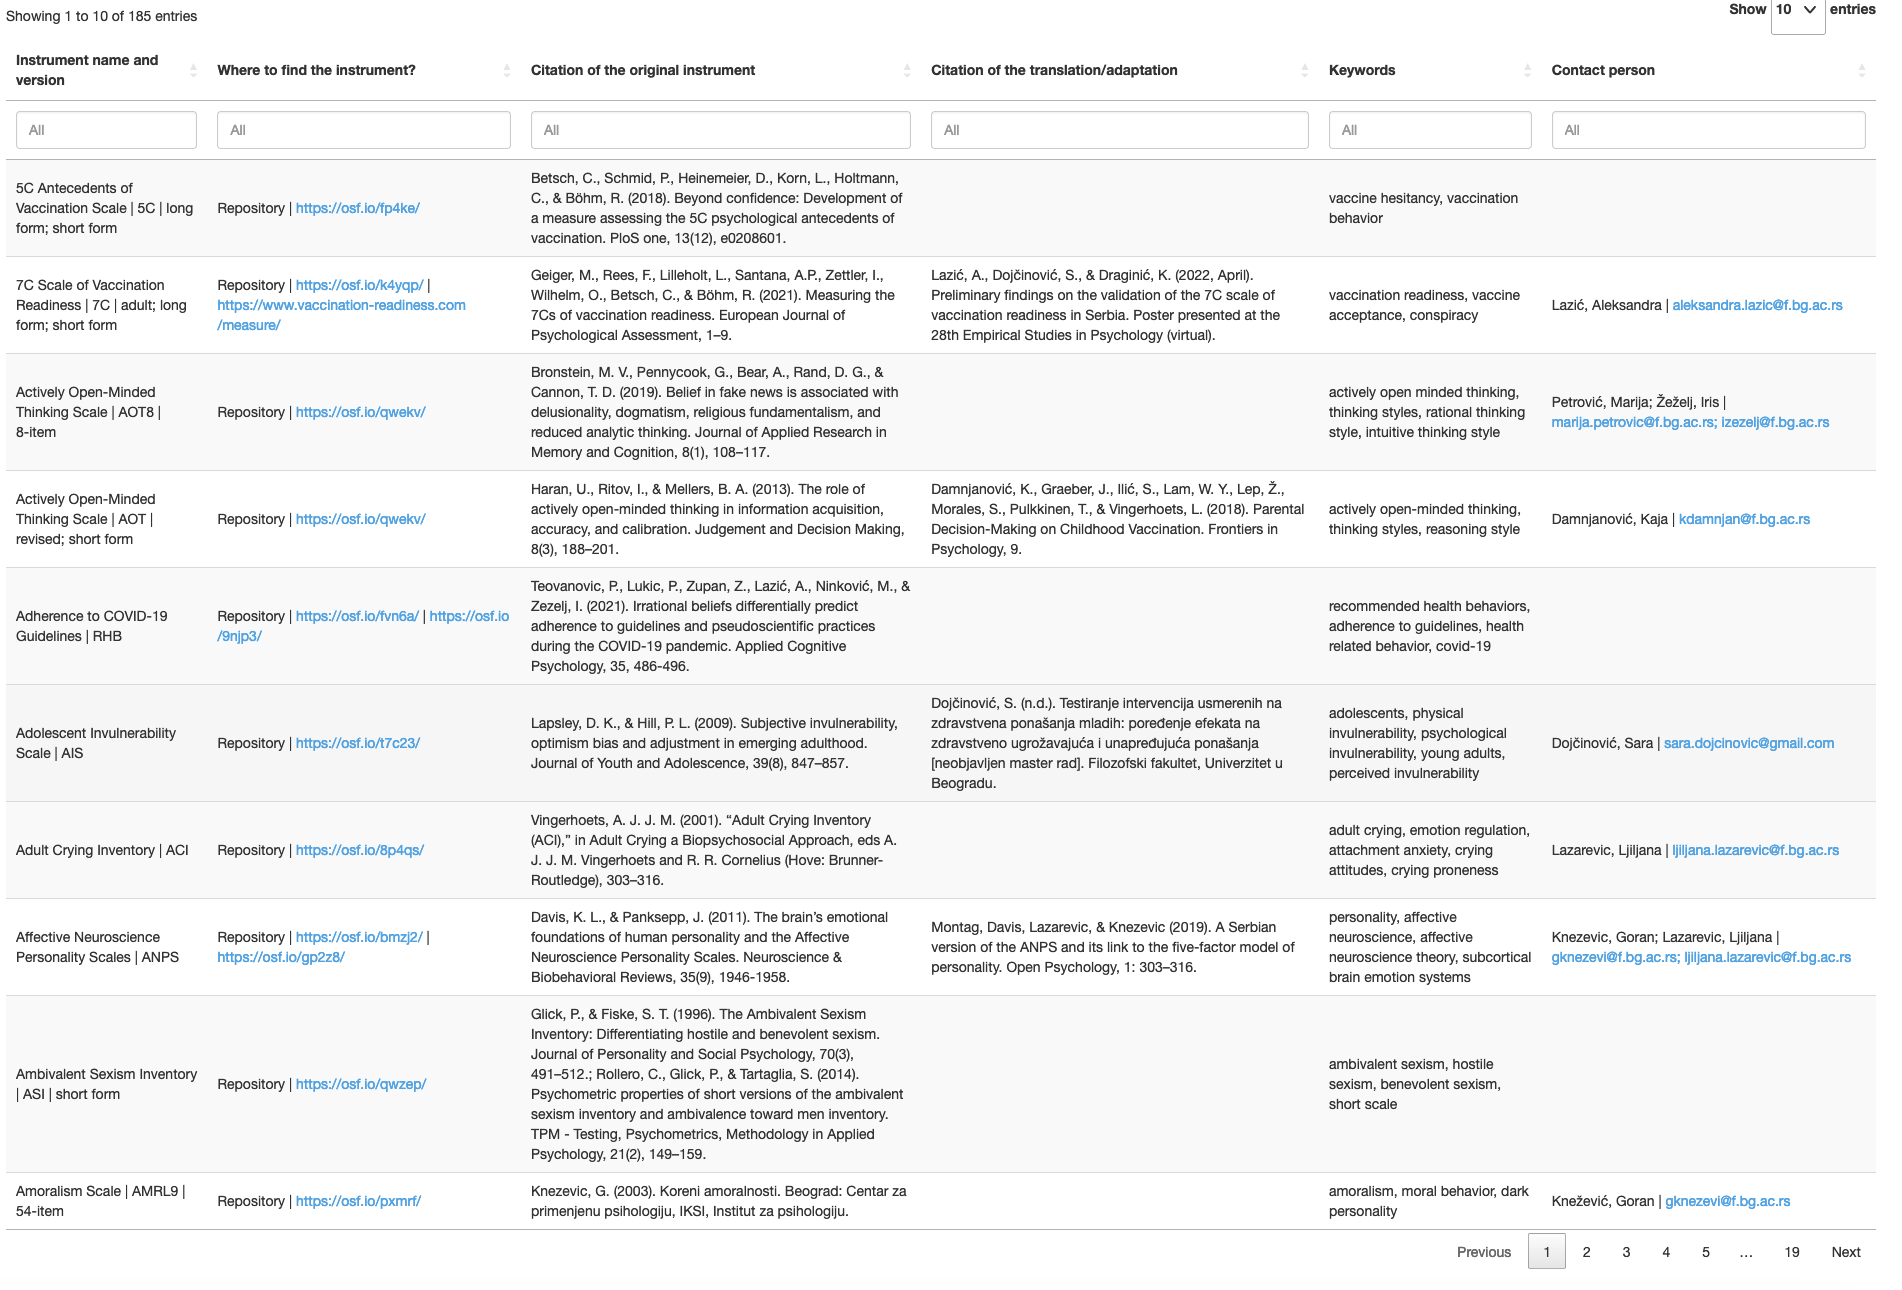 Showing 1 to 10 of 185 entries
Show 10 entries
Instrument name and
version
Where to find the instrument?
Citation of the original instrument
Citation of the translation/adaptation
Keywords
Contact person
All
All
All
All
All
All
5C Antecedents of
Vaccination Scale | 5C | long
form; short form
Repository | https://osf.io/fp4ke/
Betsch, C., Schmid, P., Heinemeier, D., Korn, L., Holtmann,
C., & Böhm, R. (2018). Beyond confidence: Development of
a measure assessing the 5C psychological antecedents of
vaccination. PloS one, 13(12), e0208601.
vaccine hesitancy, vaccination
behavior
7C Scale of Vaccination
Readiness | 7C | adult; long
form; short form
Repository | https://osf.io/k4yqp/ |
https://www.vaccination-readiness.com
/measure/
Geiger, M., Rees, F., Lilleholt, L., Santana, A.P., Zettler, I.,
Wilhelm, O., Betsch, C., & Böhm, R. (2021). Measuring the
7Cs of vaccination readiness. European Journal of
Psychological Assessment, 1–9.
Lazić, A., Dojčinović, S., & Draginić, K. (2022, April).
Preliminary findings on the validation of the 7C scale of
vaccination readiness in Serbia. Poster presented at the
28th Empirical Studies in Psychology (virtual).
vaccination readiness, vaccine
acceptance, conspiracy
Lazić, Aleksandra | aleksandra.lazic@f.bg.ac.rs
Actively Open-Minded
Thinking Scale | AOT8 |
8-item
Repository | https://osf.io/qwekv/
Bronstein, M. V., Pennycook, G., Bear, A., Rand, D. G., &
Cannon, T. D. (2019). Belief in fake news is associated with
delusionality, dogmatism, religious fundamentalism, and
reduced analytic thinking. Journal of Applied Research in
Memory and Cognition, 8(1), 108–117.
actively open minded thinking,
thinking styles, rational thinking
style, intuitive thinking style
Petrović, Marija; Žeželj, Iris |
marija.petrovic@f.bg.ac.rs; izezelj@f.bg.ac.rs
Actively Open-Minded
Thinking Scale | AOT |
revised; short form
Repository | https://osf.io/qwekv/
Haran, U., Ritov, I., & Mellers, B. A. (2013). The role of
actively open-minded thinking in information acquisition,
accuracy, and calibration. Judgement and Decision Making,
8(3), 188–201.
Damnjanović, K., Graeber, J., Ilić, S., Lam, W. Y., Lep, Ž.,
Morales, S., Pulkkinen, T., & Vingerhoets, L. (2018). Parental
Decision-Making on Childhood Vaccination. Frontiers in
Psychology, 9.
actively open-minded thinking,
thinking styles, reasoning style
Damnjanović, Kaja | kdamnjan@f.bg.ac.rs
Adherence to COVID-19
Guidelines | RHB
Repository | https://osf.io/fvn6a/ | https://osf.io
/9njp3/
Teovanovic, P., Lukic, P., Zupan, Z., Lazić, A., Ninković, M., &
Zezelj, I. (2021). Irrational beliefs differentially predict
adherence to guidelines and pseudoscientific practices
during the COVID-19 pandemic. Applied Cognitive
Psychology, 35, 486-496.
recommended health behaviors,
adherence to guidelines, health
related behavior, covid-19
Adolescent Invulnerability
Scale | AIS
Repository | https://osf.io/t7c23/
Lapsley, D. K., & Hill, P. L. (2009). Subjective invulnerability,
optimism bias and adjustment in emerging adulthood.
Journal of Youth and Adolescence, 39(8), 847–857.
Dojčinović, S. (n.d.). Testiranje intervencija usmerenih na
zdravstvena ponašanja mladih: poređenje efekata na
zdravstveno ugrožavajuća i unapređujuća ponašanja
[neobjavljen master rad]. Filozofski fakultet, Univerzitet u
Beogradu.
adolescents, physical
invulnerability, psychological
invulnerability, young adults,
perceived invulnerability
Dojčinović, Sara | sara.dojcinovic@gmail.com
Adult Crying Inventory | ACI
Repository | https://osf.io/8p4qs/
Vingerhoets, A. J. J. M. (2001). “Adult Crying Inventory
(ACI),” in Adult Crying a Biopsychosocial Approach, eds A.
J. J. M. Vingerhoets and R. R. Cornelius (Hove: Brunner-
Routledge), 303–316.
adult crying, emotion regulation,
attachment anxiety, crying
attitudes, crying proneness
Lazarevic, Ljiljana | ljiljana.lazarevic@f.bg.ac.rs
Affective Neuroscience
Personality Scales | ANPS
Repository | https://osf.io/bmzj2/ |
https://osf.io/gp2z8/
Davis, K. L., & Panksepp, J. (2011). The brain’s emotional
foundations of human personality and the Affective
Neuroscience Personality Scales. Neuroscience &
Biobehavioral Reviews, 35(9), 1946-1958.
Montag, Davis, Lazarevic, & Knezevic (2019). A Serbian
version of the ANPS and its link to the five-factor model of
personality. Open Psychology, 1: 303–316.
personality, affective
neuroscience, affective
neuroscience theory, subcortical
brain emotion systems
Knezevic, Goran; Lazarevic, Ljiljana |
gknezevi@f.bg.ac.rs; ljiljana.lazarevic@f.bg.ac.rs
Ambivalent Sexism Inventory
| ASI | short form
Repository | https://osf.io/qwzep/
Glick, P., & Fiske, S. T. (1996). The Ambivalent Sexism
Inventory: Differentiating hostile and benevolent sexism.
Journal of Personality and Social Psychology, 70(3),
491–512.; Rollero, C., Glick, P., & Tartaglia, S. (2014).
Psychometric properties of short versions of the ambivalent
sexism inventory and ambivalence toward men inventory.
TPM - Testing, Psychometrics, Methodology in Applied
Psychology, 21(2), 149–159.
ambivalent sexism, hostile
sexism, benevolent sexism,
short scale
Amoralism Scale | AMRL9 |
54-item
Repository | https://osf.io/pxmrf/
Knezevic, G. (2003). Koreni amoralnosti. Beograd: Centar za
primenjenu psihologiju, IKSI, Institut za psihologiju.
amoralism, moral behavior, dark
personality
Knežević, Goran | gknezevi@f.bg.ac.rs
Previous 1 2 3 4 5 … 19 Next